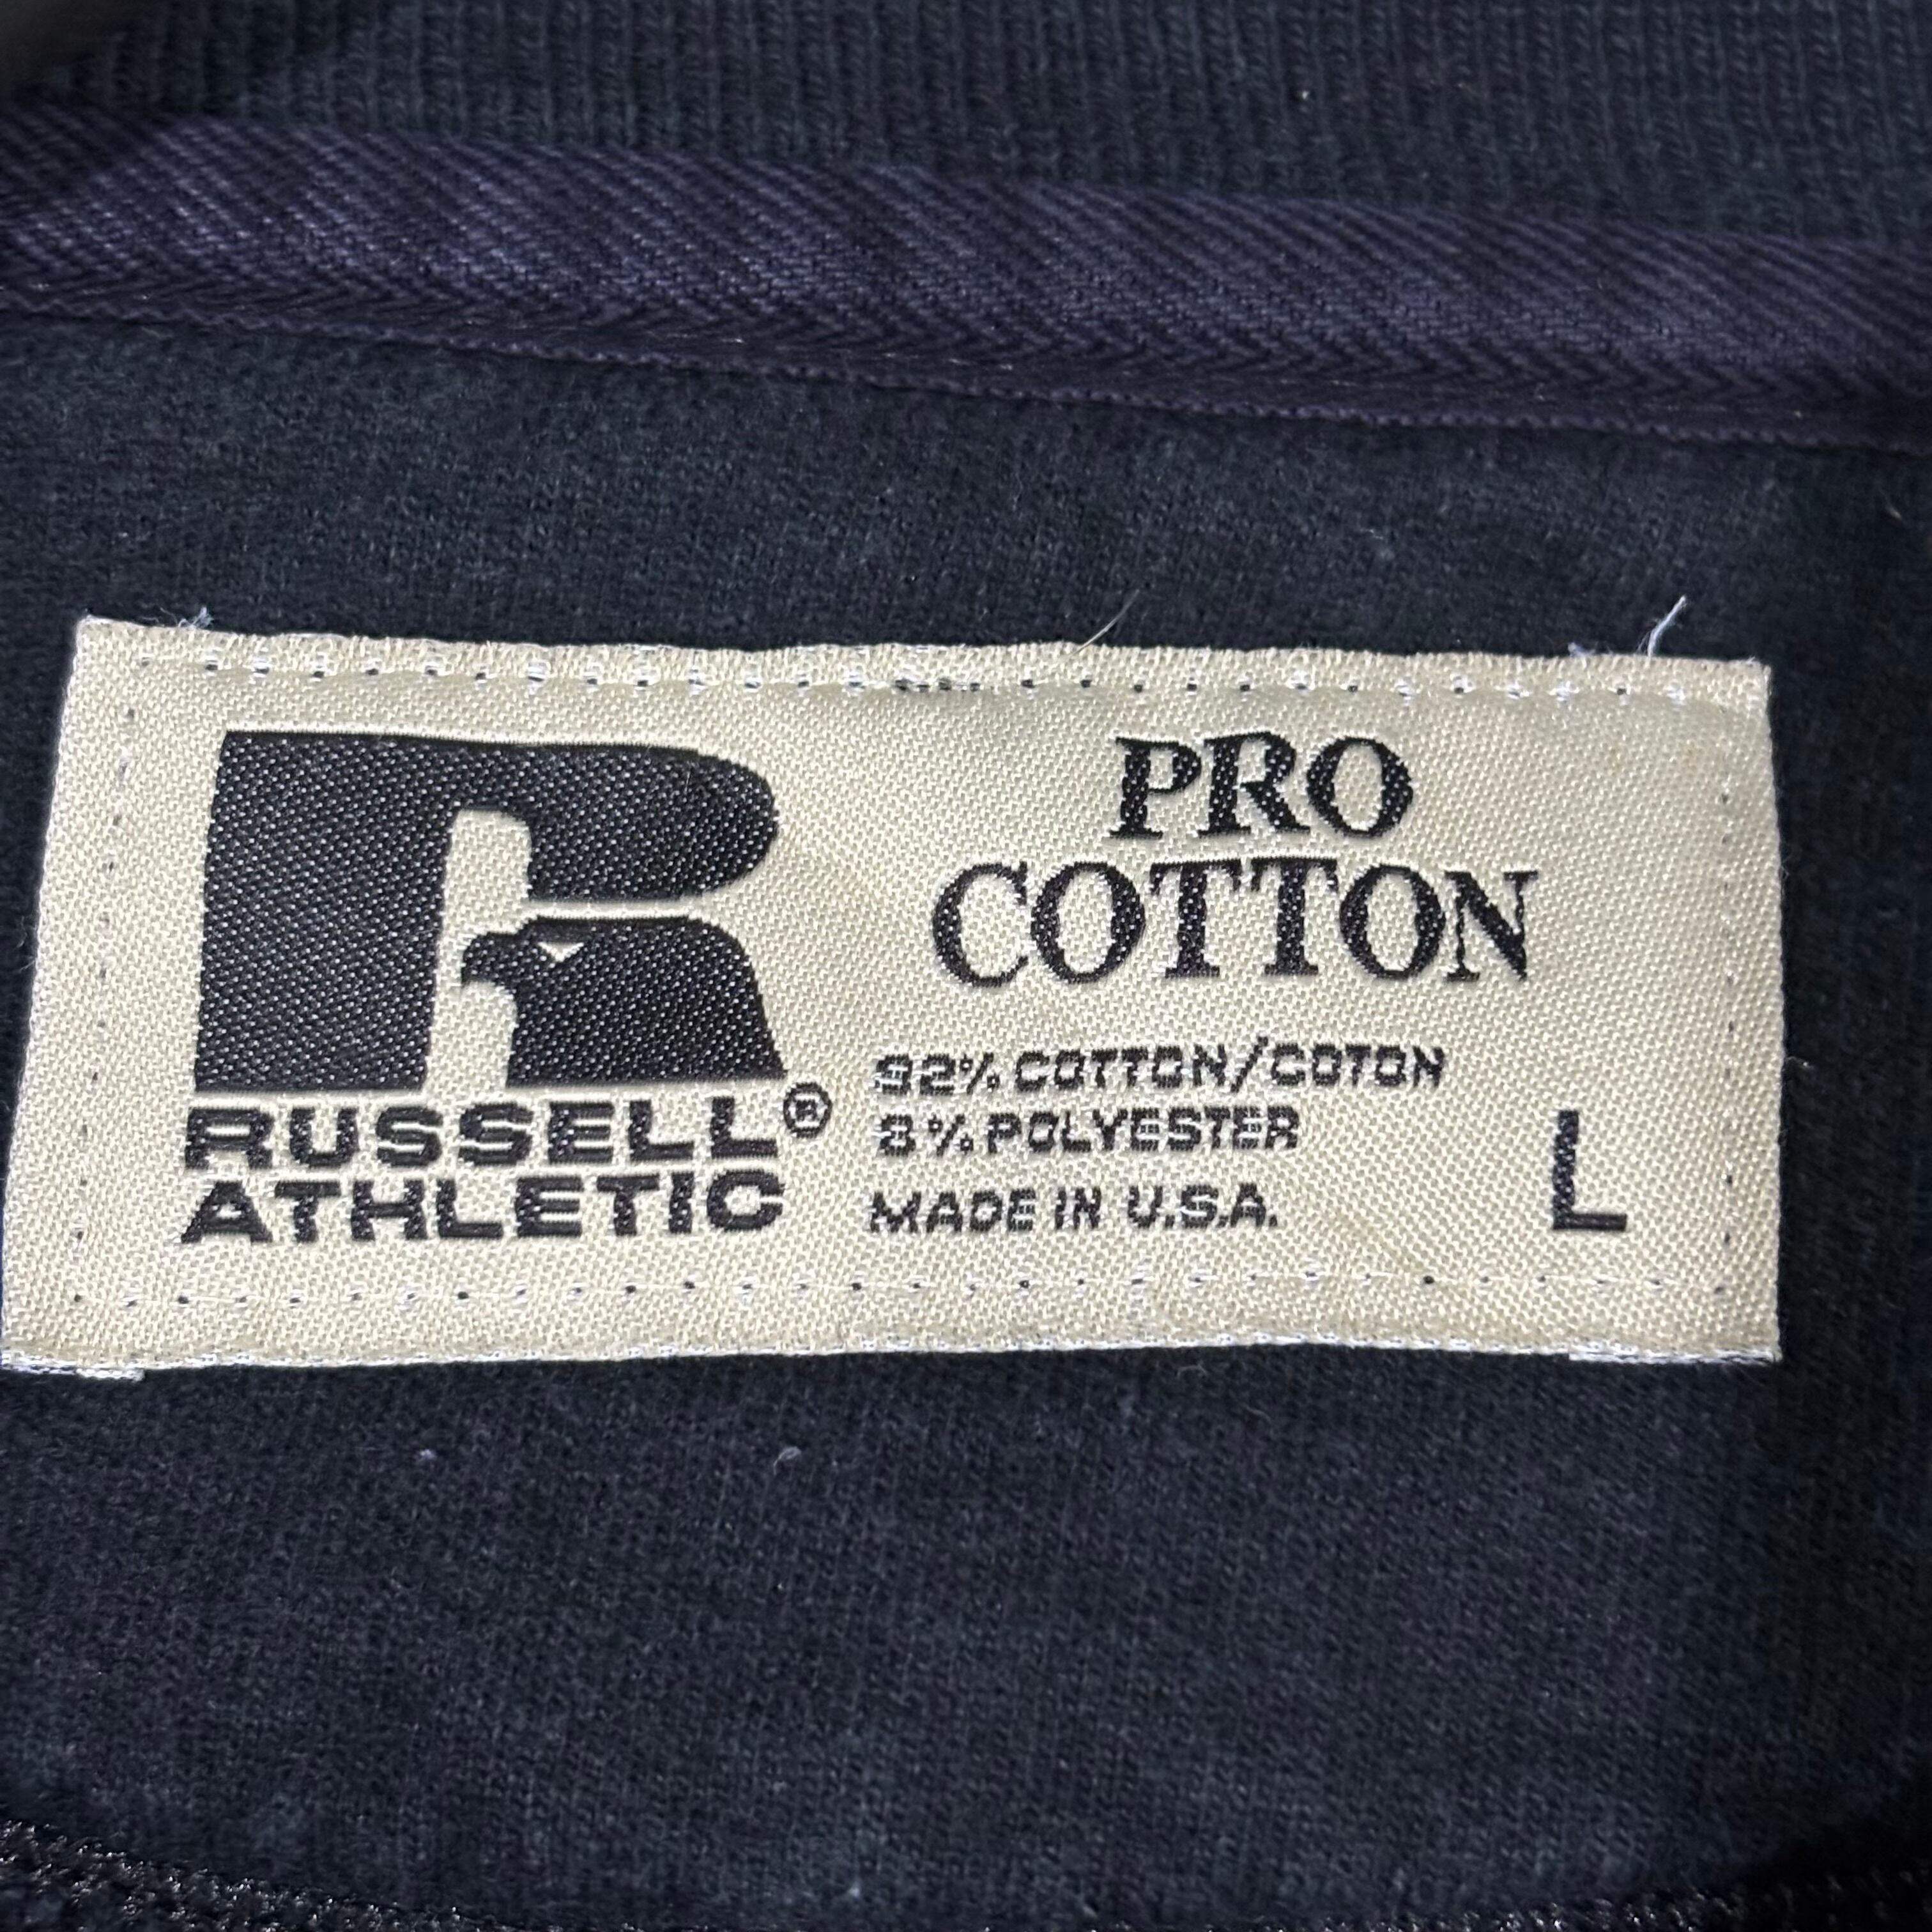 RUSSELL®
ATHLETIC
PRO
COTTON
92% COTTON/COTON
8% POLYESTER
MADE IN U.S.A.
L